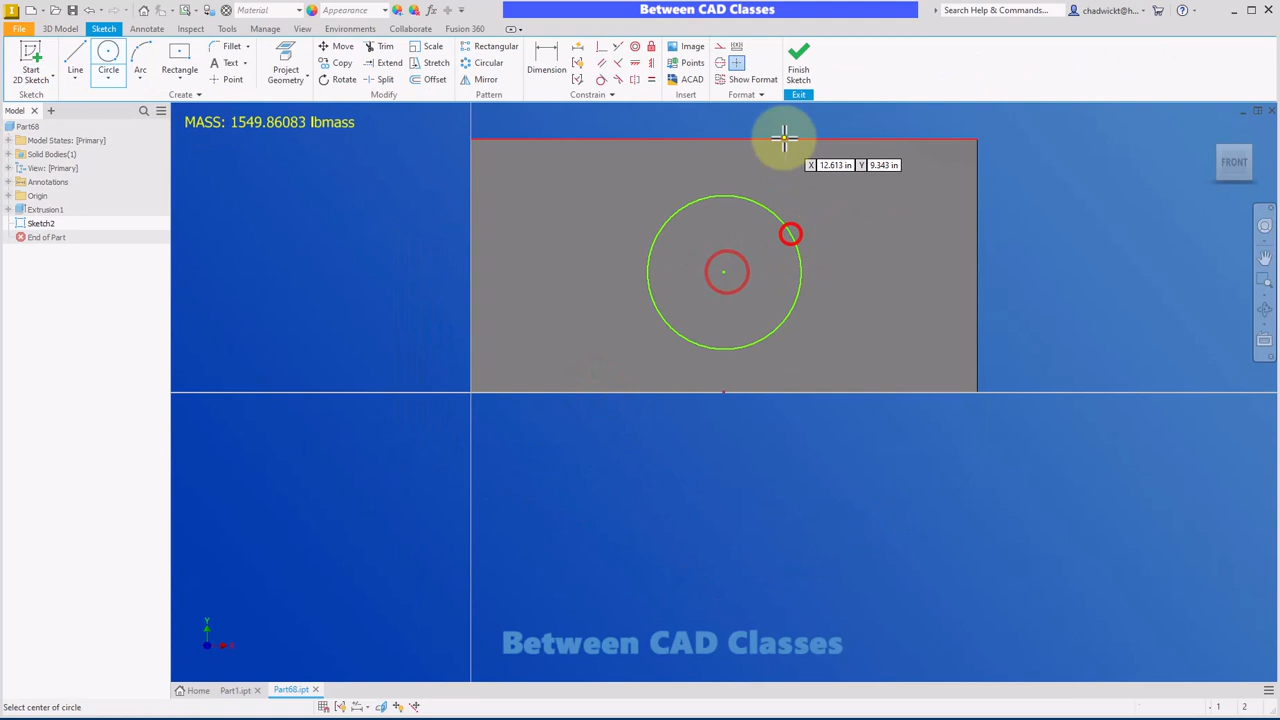 Between CAD Classes
Material
Appearance
Search Help & Commands...
chadwicktt@h...
File
3D Model
Sketch
Annotate
Inspect
Tools
Manage
View
Environments
Collaborate
Fusion 360
Start
2D Sketch
Line
Circle
Arc
Rectangle
Fillet
Text
Point
Project
Geometry
Move
Copy
Rotate
Trim
Extend
Split
Scale
Stretch
Offset
Rectangular
Circular
Mirror
Dimension
Image
Points
ACAD
Show Format
Finish
Sketch
Sketch
Create
Modify
Pattern
Constrain
Insert
Format
Exit
Model
Part68
Model States: [Primary]
Solid Bodies(1)
View: [Primary]
Annotations
Origin
Extrusion1
Sketch2
End of Part
MASS: 1549.86083 lbmass
X 12.613 in Y 9.343 in
FRONT
Y
Between CAD Classes
Home
Part1.ipt
Part68.ipt
Select center of circle
1
2